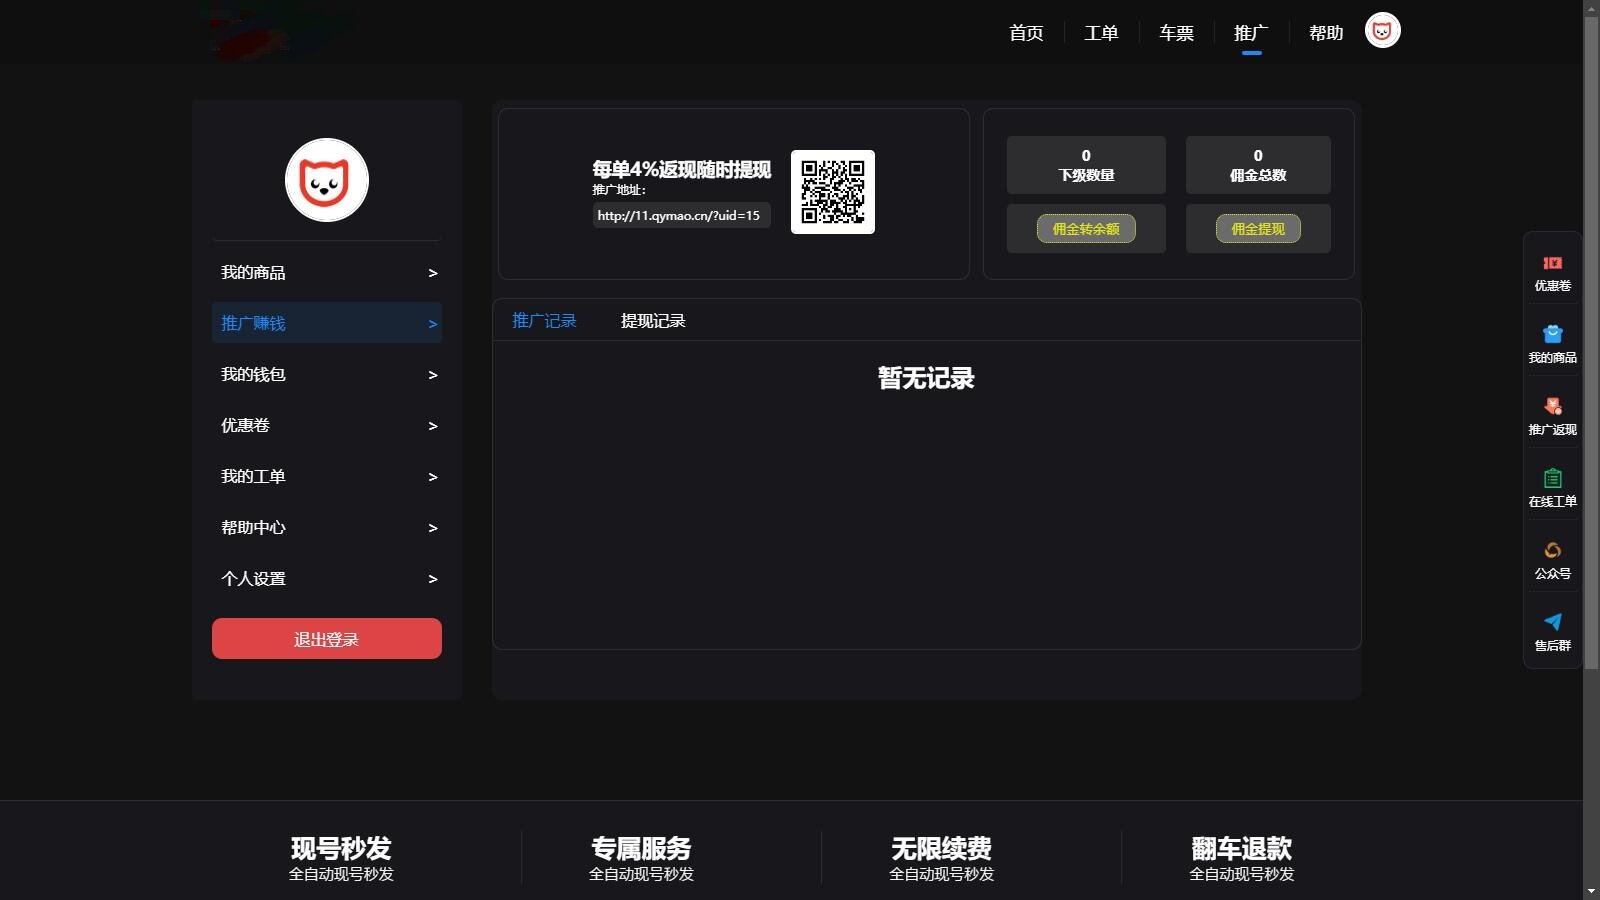 首页
工单
车票
推广
帮助
我的商品 >
推广赚钱 >
我的钱包 >
优惠卷 >
我的工单 >
帮助中心 >
个人设置 >
退出登录
每单4%返现随时提现
推广地址：
http://11.qymao.cn/?uid=15
0
下级数量
0
佣金总数
佣金转余额
佣金提现
推广记录
提现记录
暂无记录
优惠卷
我的商品
推广返现
在线工单
公众号
售后群
现号秒发
全自动现号秒发
专属服务
全自动现号秒发
无限续费
全自动现号秒发
翻车退款
全自动现号秒发